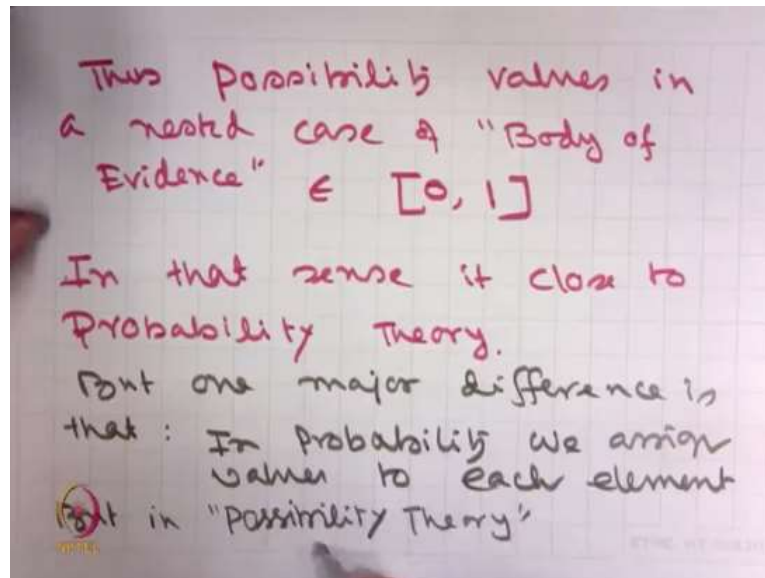 Thus possibility values in
a nested case of "Body of
Evidence" ∈ [0, 1]
In that sense it close to
Probability Theory.
But one major difference is
that : In probability we assign
values to each element
But in "Possibility Theory"
NPTEL